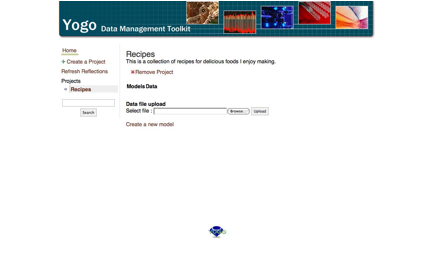 Yogo Data Management Toolkit
Home
Create a Project
Refresh Reflections
Projects
Recipes
Search
Recipes
This is a collection of recipes for delicious foods I enjoy making.
Remove Project
Models Data
Data file upload
Select file :
Browse...
Upload
Create a new model